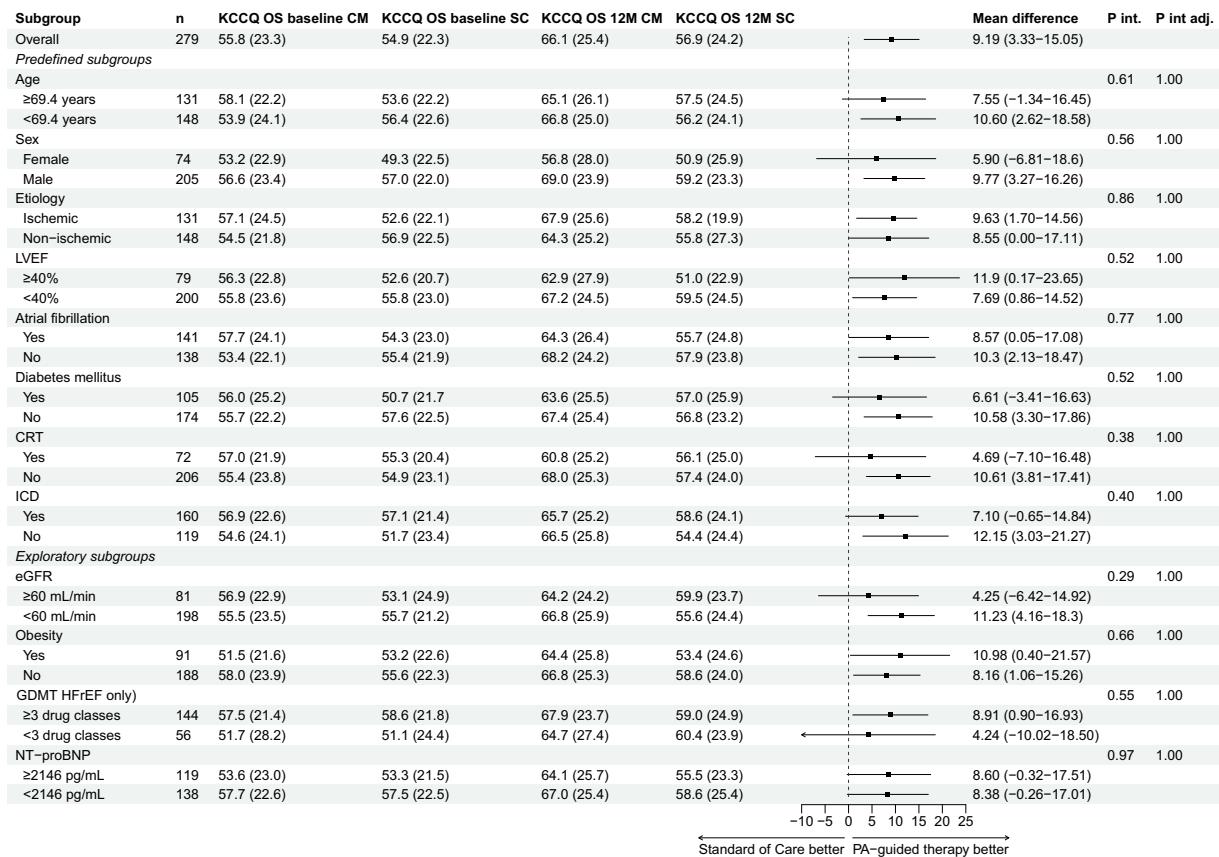 Subgroup n KCCQ OS baseline CM KCCQ OS baseline SC KCCQ OS 12M CM KCCQ OS 12M SC Mean difference P int. P int adj.
Overall 279 55.8 (23.3) 54.9 (22.3) 66.1 (25.4) 56.9 (24.2) 9.19 (3.33−15.05)
Predefined subgroups
Age 0.61 1.00
≥69.4 years 131 58.1 (22.2) 53.6 (22.2) 65.1 (26.1) 57.5 (24.5) 7.55 (−1.34−16.45)
<69.4 years 148 53.9 (24.1) 56.4 (22.6) 66.8 (25.0) 56.2 (24.1) 10.60 (2.62−18.58)
Sex 0.56 1.00
Female 74 53.2 (22.9) 49.3 (22.5) 56.8 (28.0) 50.9 (25.9) 5.90 (−6.81−18.6)
Male 205 56.6 (23.4) 57.0 (22.0) 69.0 (23.9) 59.2 (23.3) 9.77 (3.27−16.26)
Etiology 0.86 1.00
Ischemic 131 57.1 (24.5) 52.6 (22.1) 67.9 (25.6) 58.2 (19.9) 9.63 (1.70−14.56)
Non−ischemic 148 54.5 (21.8) 56.9 (22.5) 64.3 (25.2) 55.8 (27.3) 8.55 (0.00−17.11)
LVEF 0.52 1.00
≥40% 79 56.3 (22.8) 52.6 (20.7) 62.9 (27.9) 51.0 (22.9) 11.9 (0.17−23.65)
<40% 200 55.8 (23.6) 55.8 (23.0) 67.2 (24.5) 59.5 (24.5) 7.69 (0.86−14.52)
Atrial fibrillation 0.77 1.00
Yes 141 57.7 (24.1) 54.3 (23.0) 64.3 (26.4) 55.7 (24.8) 8.57 (0.05−17.08)
No 138 53.4 (22.1) 55.4 (21.9) 68.2 (24.2) 57.9 (23.8) 10.3 (2.13−18.47)
Diabetes mellitus 0.52 1.00
Yes 105 56.0 (25.2) 50.7 (21.7 63.6 (25.5) 57.0 (25.9) 6.61 (−3.41−16.63)
No 174 55.7 (22.2) 57.6 (22.5) 67.4 (25.4) 56.8 (23.2) 10.58 (3.30−17.86)
CRT 0.38 1.00
Yes 72 57.0 (21.9) 55.3 (20.4) 60.8 (25.2) 56.1 (25.0) 4.69 (−7.10−16.48)
No 206 55.4 (23.8) 54.9 (23.1) 68.0 (25.3) 57.4 (24.0) 10.61 (3.81−17.41)
ICD 0.40 1.00
Yes 160 56.9 (22.6) 57.1 (21.4) 65.7 (25.2) 58.6 (24.1) 7.10 (−0.65−14.84)
No 119 54.6 (24.1) 51.7 (23.4) 66.5 (25.8) 54.4 (24.4) 12.15 (3.03−21.27)
Exploratory subgroups
eGFR 0.29 1.00
≥60 mL/min 81 56.9 (22.9) 53.1 (24.9) 64.2 (24.2) 59.9 (23.7) 4.25 (−6.42−14.92)
<60 mL/min 198 55.5 (23.5) 55.7 (21.2) 66.8 (25.9) 55.6 (24.4) 11.23 (4.16−18.3)
Obesity 0.66 1.00
Yes 91 51.5 (21.6) 53.2 (22.6) 64.4 (25.8) 53.4 (24.6) 10.98 (0.40−21.57)
No 188 58.0 (23.9) 55.6 (22.3) 66.8 (25.3) 58.6 (24.0) 8.16 (1.06−15.26)
GDMT HFrEF only) 0.55 1.00
≥3 drug classes 144 57.5 (21.4) 58.6 (21.8) 67.9 (23.7) 59.0 (24.9) 8.91 (0.90−16.93)
<3 drug classes 56 51.7 (28.2) 51.1 (24.4) 64.7 (27.4) 60.4 (23.9) 4.24 (−10.02−18.50)
NT−proBNP 0.97 1.00
≥2146 pg/mL 119 53.6 (23.0) 53.3 (21.5) 64.1 (25.7) 55.5 (23.3) 8.60 (−0.32−17.51)
<2146 pg/mL 138 57.7 (22.6) 57.5 (22.5) 67.0 (25.4) 58.6 (25.4) 8.38 (−0.26−17.01)
−10 −5 0 5 10 15 20 25
Standard of Care better PA−guided therapy better